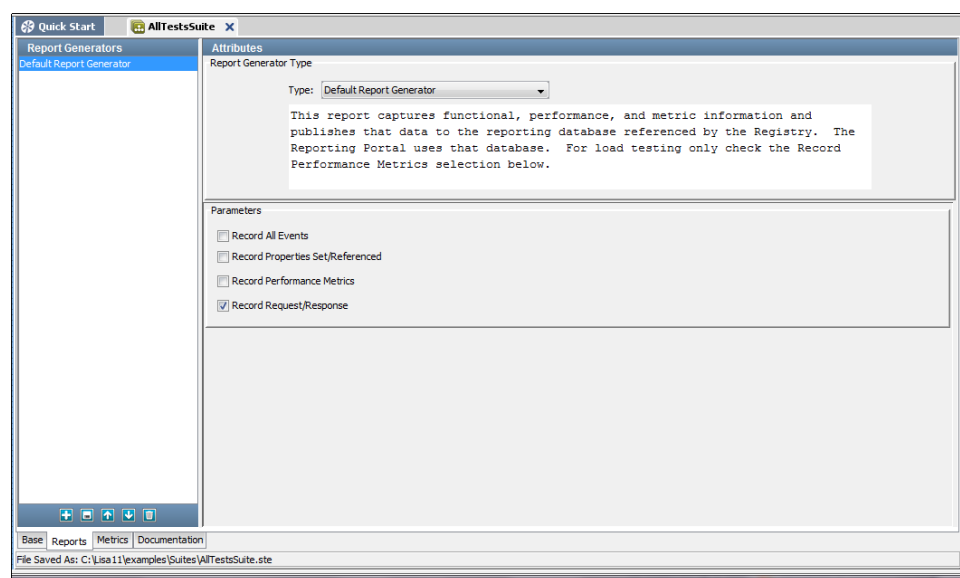 Quick Start
AllTestsSuite X
Report Generators
Default Report Generator
Attributes
Report Generator Type
Type: Default Report Generator
This report captures functional, performance, and metric information and
publishes that data to the reporting database referenced by the Registry. The
Reporting Portal uses that database. For load testing only check the Record
Performance Metrics selection below.
Parameters
Record All Events
Record Properties Set/Referenced
Record Performance Metrics
Record Request/Response
Base Reports Metrics Documentation
File Saved As: C:\Lisa11\examples\Suites\AllTestsSuite.ste